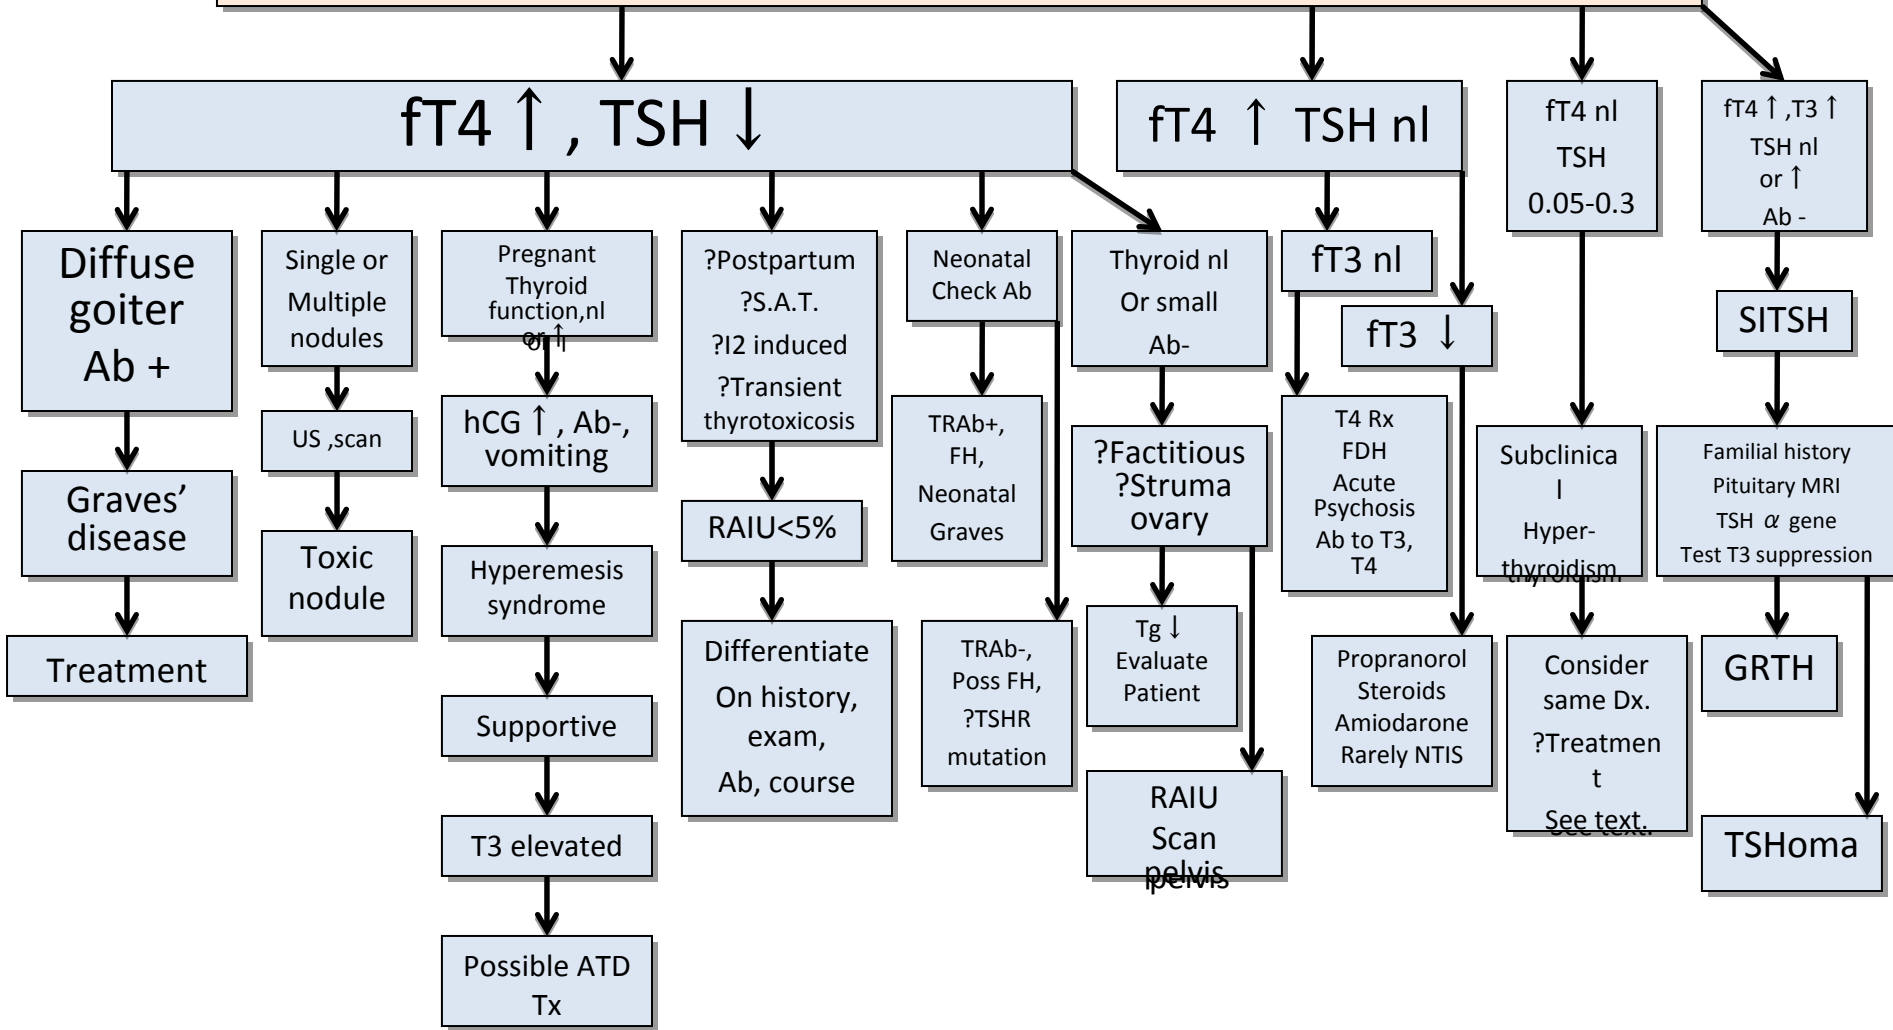 fT4 ↑ , TSH ↓
fT4 ↑ TSH nl
fT4 nl
TSH
0.05-0.3
fT4 ↑ ,T3 ↑
TSH nl
or ↑
Ab -
Diffuse
goiter
Ab +
Graves’
disease
Treatment
Single or
Multiple
nodules
US ,scan
Toxic
nodule
Pregnant
Thyroid
function,nl
or ↑
hCG ↑ , Ab-,
vomiting
Hyperemesis
syndrome
Supportive
T3 elevated
Possible ATD
Tx
?Postpartum
?S.A.T.
?I2 induced
?Transient
thyrotoxicosis
RAIU<5%
Differentiate
On history,
exam,
Ab, course
Neonatal
Check Ab
TRAb+,
FH,
Neonatal
Graves
TRAb-,
Poss FH,
?TSHR
mutation
Thyroid nl
Or small
Ab-
?Factitious
?Struma
ovary
Tg ↓
Evaluate
Patient
RAIU
Scan
pelvis
fT3 nl
T4 Rx
FDH
Acute
Psychosis
Ab to T3,
T4
fT3 ↓
Propranorol
Steroids
Amiodarone
Rarely NTIS
Subclinica
l
Hyper-
thyroidism
Consider
same Dx.
?Treatmen
t
See text.
SITSH
Familial history
Pituitary MRI
TSH α gene
Test T3 suppression
GRTH
TSHoma